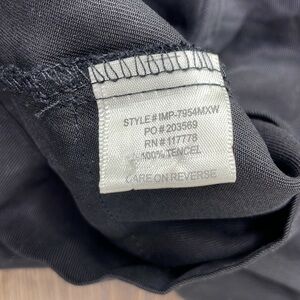 STYLE # IMP-7954MXW
PO # 203569
RN # 117778
100% TENCEL
CARE ON REVERSE